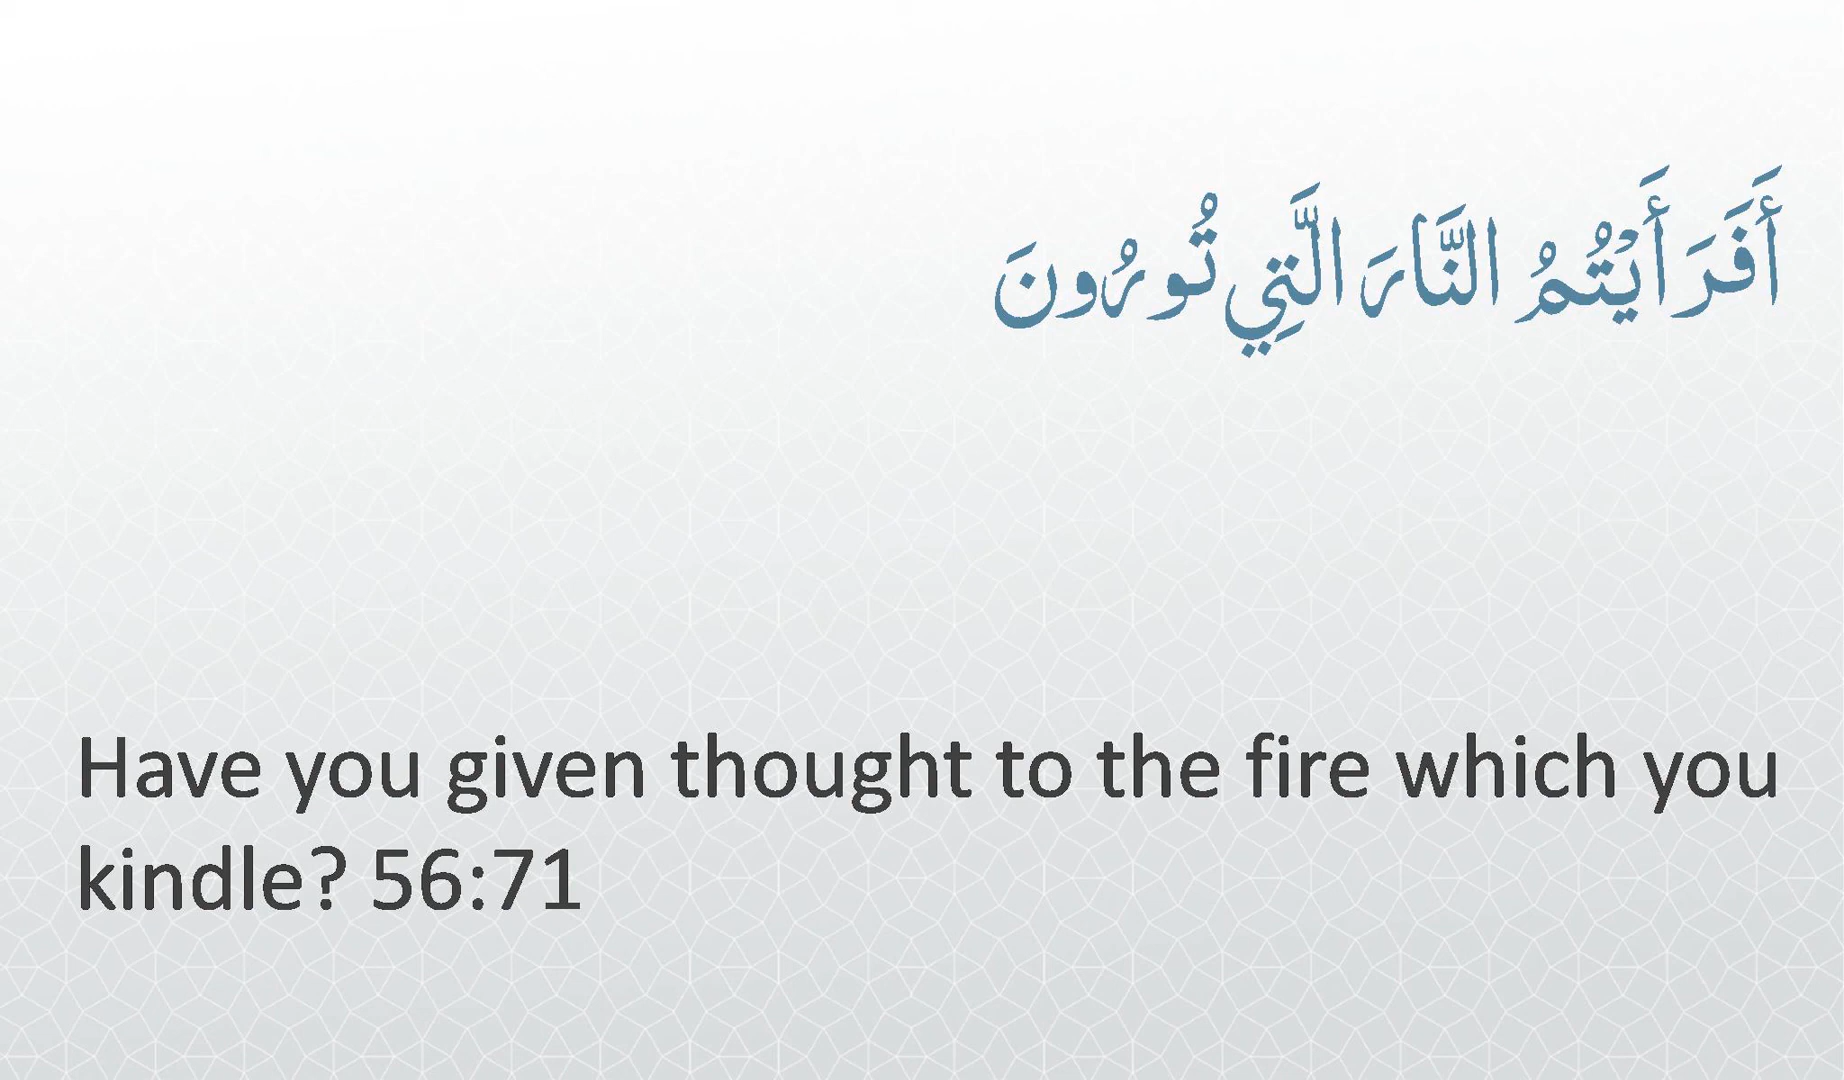 أَفَرَأَيْتُمُ النَّارَ الَّتِي تُورُونَ
Have you given thought to the fire which you
kindle? 56:71